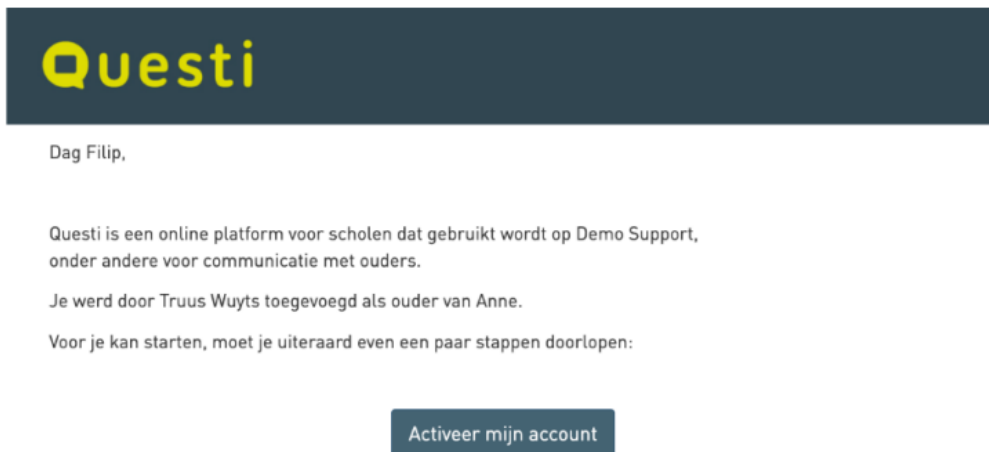 Questi
Dag Filip,
Questi is een online platform voor scholen dat gebruikt wordt op Demo Support,
onder andere voor communicatie met ouders.
Je werd door Truus Wuyts toegevoegd als ouder van Anne.
Voor je kan starten, moet je uiteraard even een paar stappen doorlopen:
Activeer mijn account